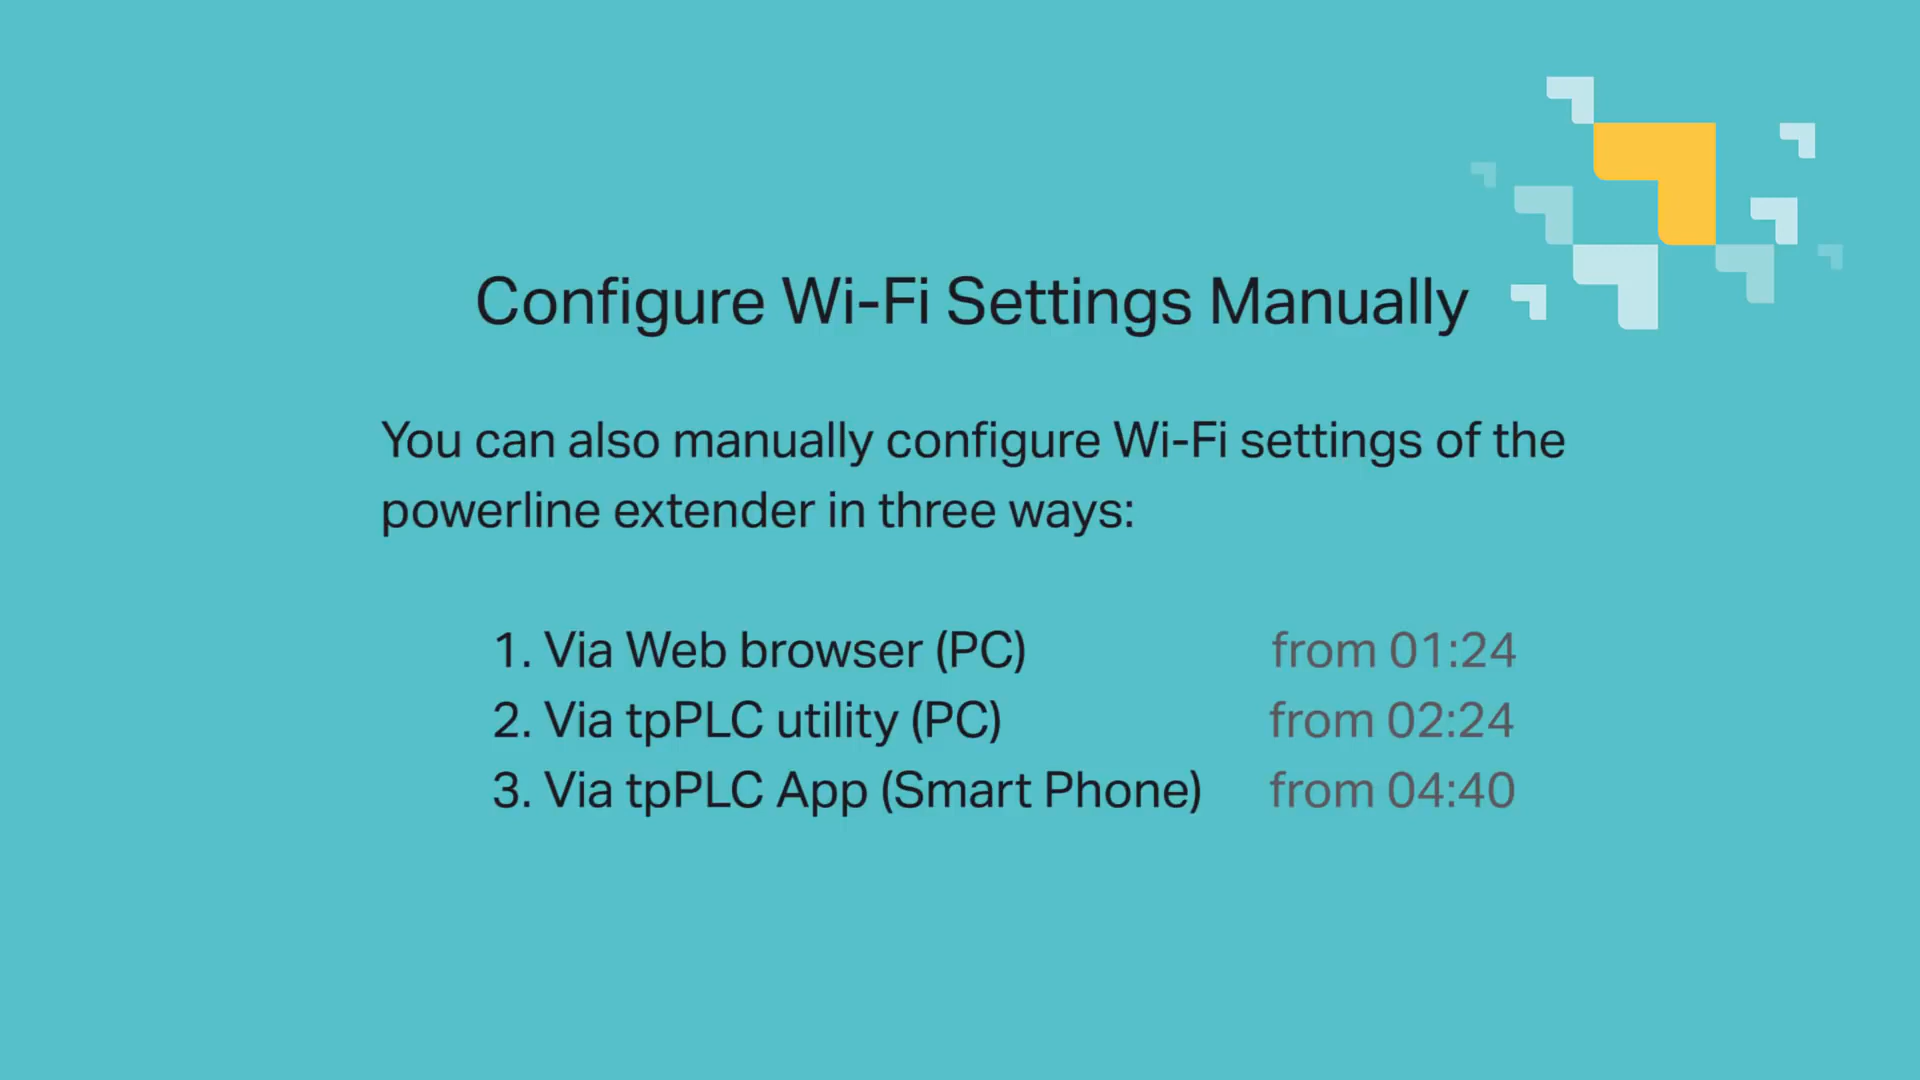 Configure Wi-Fi Settings Manually
You can also manually configure Wi-Fi settings of the
powerline extender in three ways:
1. Via Web browser (PC) from 01:24
2. Via tpPLC utility (PC) from 02:24
3. Via tpPLC App (Smart Phone) from 04:40